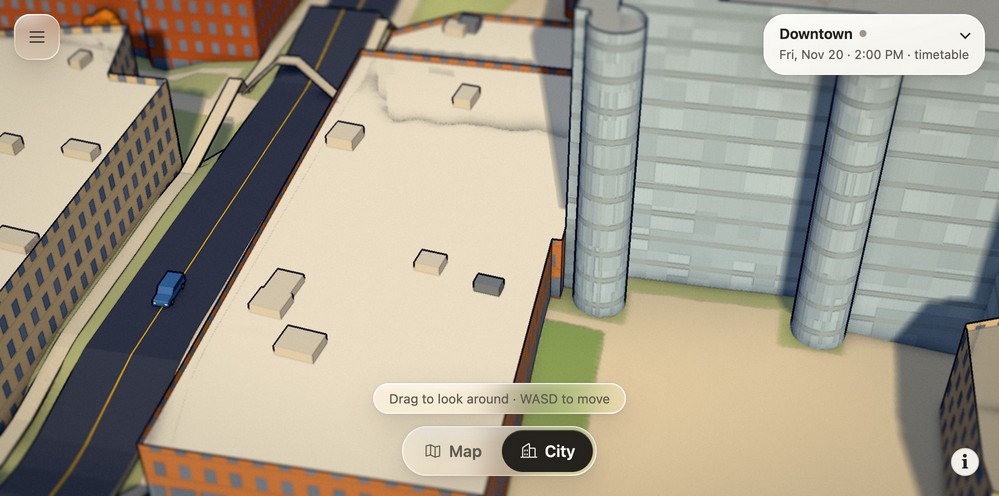 Downtown
Fri, Nov 20 · 2:00 PM · timetable
Drag to look around · WASD to move
Map
City
i